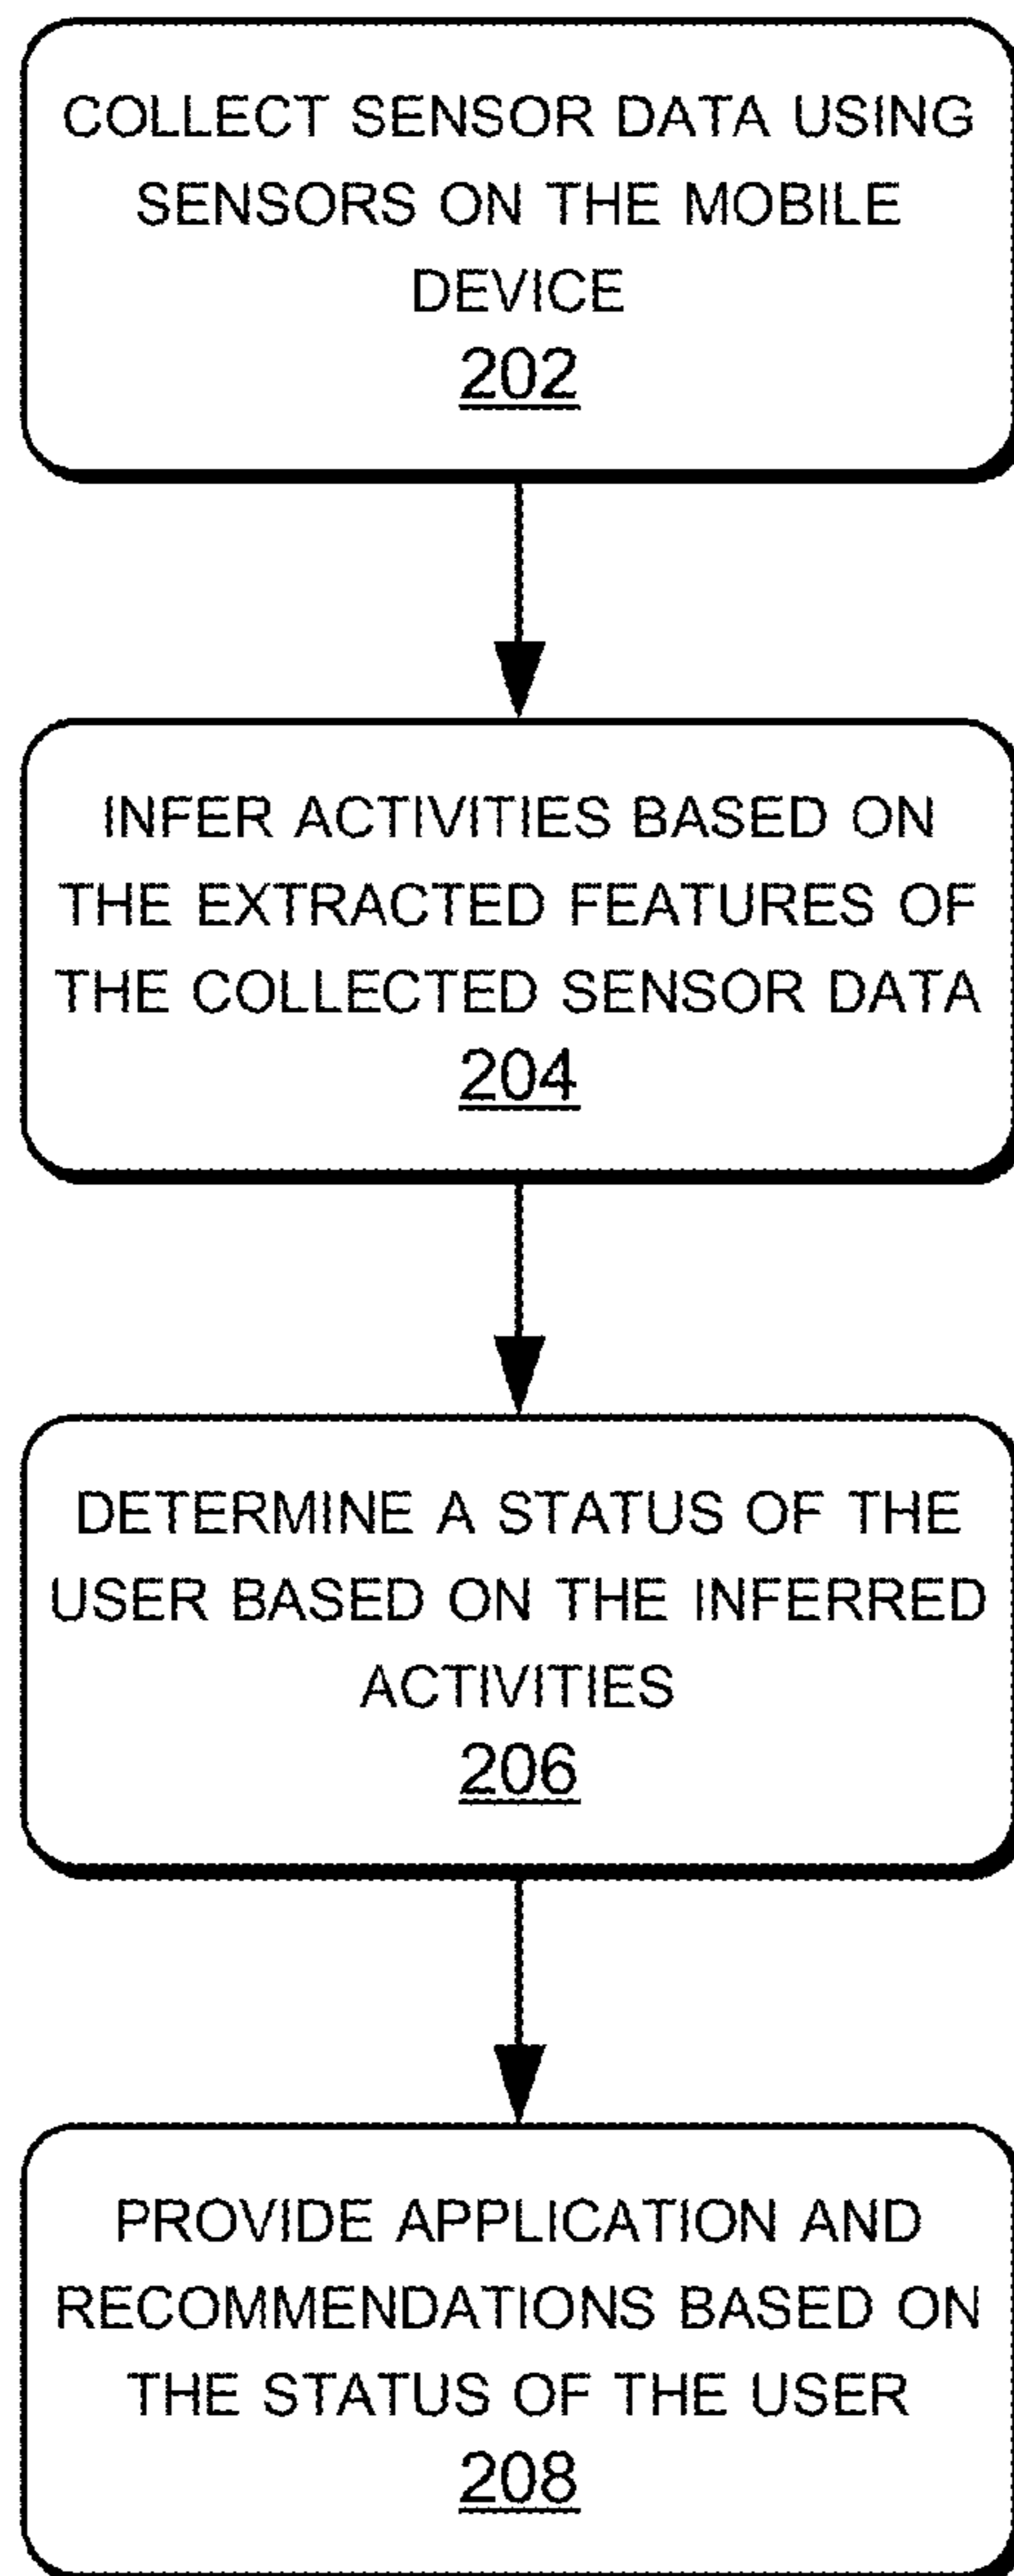 COLLECT SENSOR DATA USING
SENSORS ON THE MOBILE
DEVICE
202
INFER ACTIVITIES BASED ON
THE EXTRACTED FEATURES OF
THE COLLECTED SENSOR DATA
204
DETERMINE A STATUS OF THE
USER BASED ON THE INFERRED
ACTIVITIES
206
PROVIDE APPLICATION AND
RECOMMENDATIONS BASED ON
THE STATUS OF THE USER
208